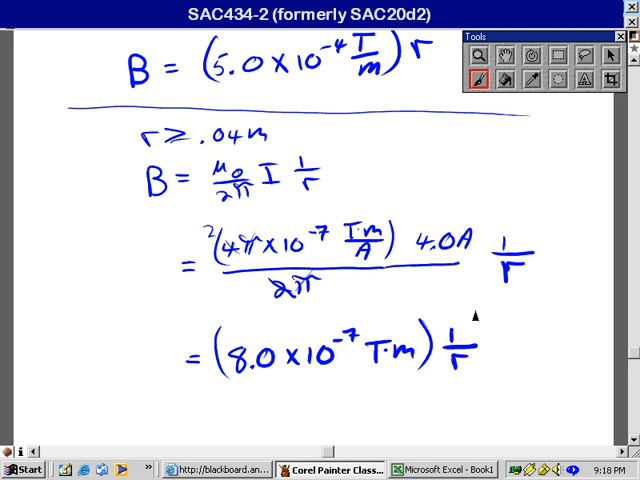 SAC434-2 (formerly SAC20d2)
Tools
B = (5.0 × 10⁻⁴ T/m) r
r ≥ .04m
B = μ₀/2π I 1/r
= ²(4π × 10⁻⁷ T·m/A) 4.0A / 2π 1/r
= (8.0 × 10⁻⁷ T·m) 1/r
Start
»
http://blackboard.an...
Corel Painter Class...
Microsoft Excel - Book1
9:18 PM